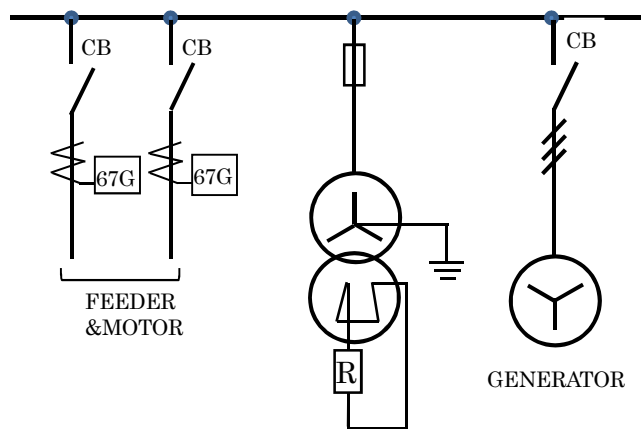 CB
CB
CB
67G
67G
FEEDER
&MOTOR
R
GENERATOR